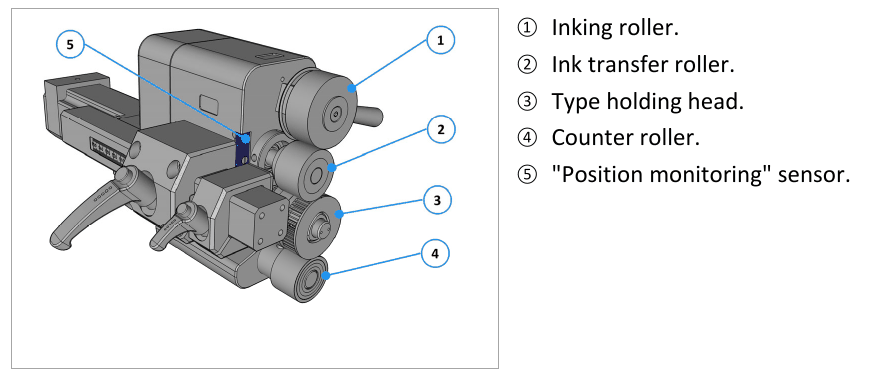 5
1
2
3
4
① Inking roller.
② Ink transfer roller.
③ Type holding head.
④ Counter roller.
⑤ "Position monitoring" sensor.